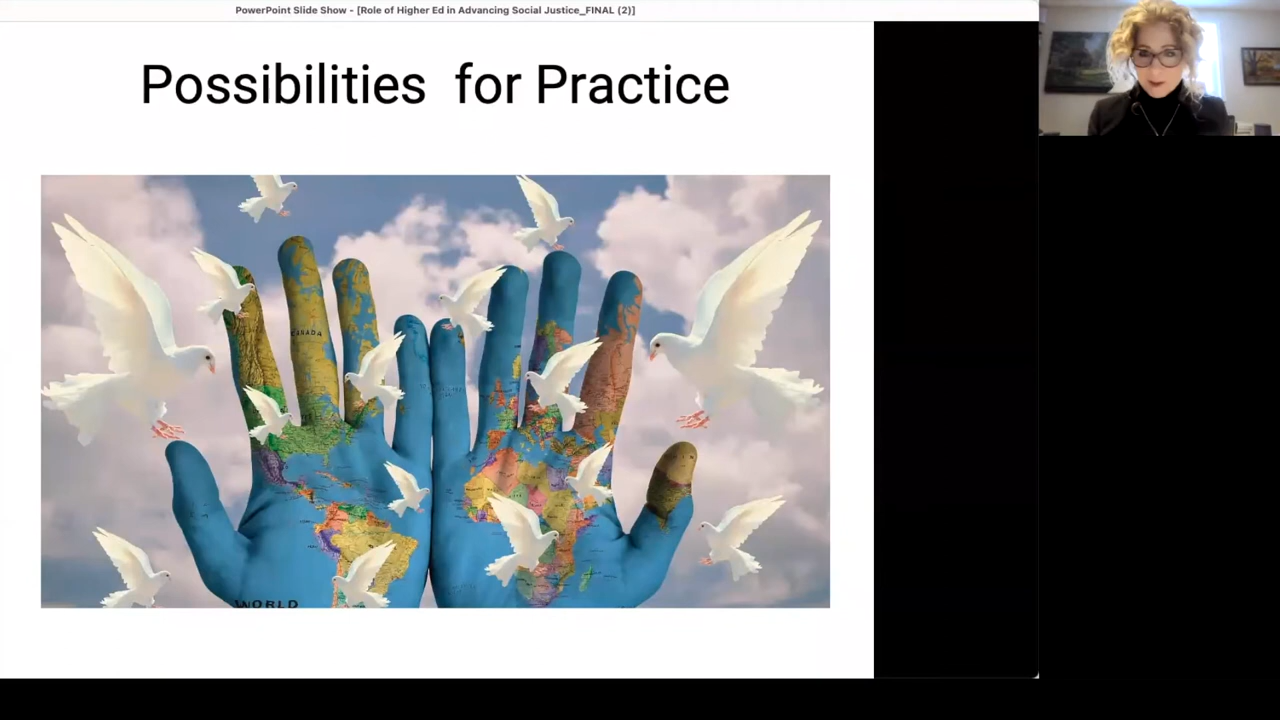 PowerPoint Slide Show - [Role of Higher Ed in Advancing Social Justice_FINAL (2)]
Possibilities for Practice
CANADA
WORLD